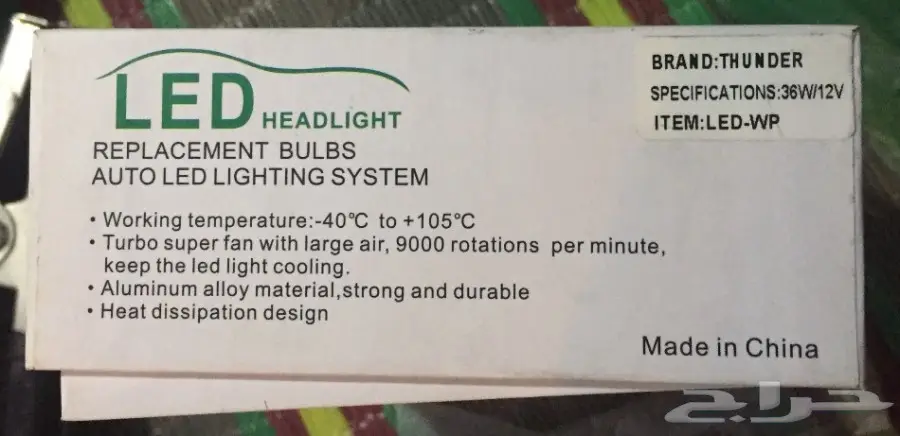 LED HEADLIGHT
REPLACEMENT BULBS
AUTO LED LIGHTING SYSTEM
• Working temperature:-40℃ to +105℃
• Turbo super fan with large air, 9000 rotations per minute,
keep the led light cooling.
• Aluminum alloy material,strong and durable
• Heat dissipation design
BRAND:THUNDER
SPECIFICATIONS:36W/12V
ITEM:LED-WP
Made in China
حراج